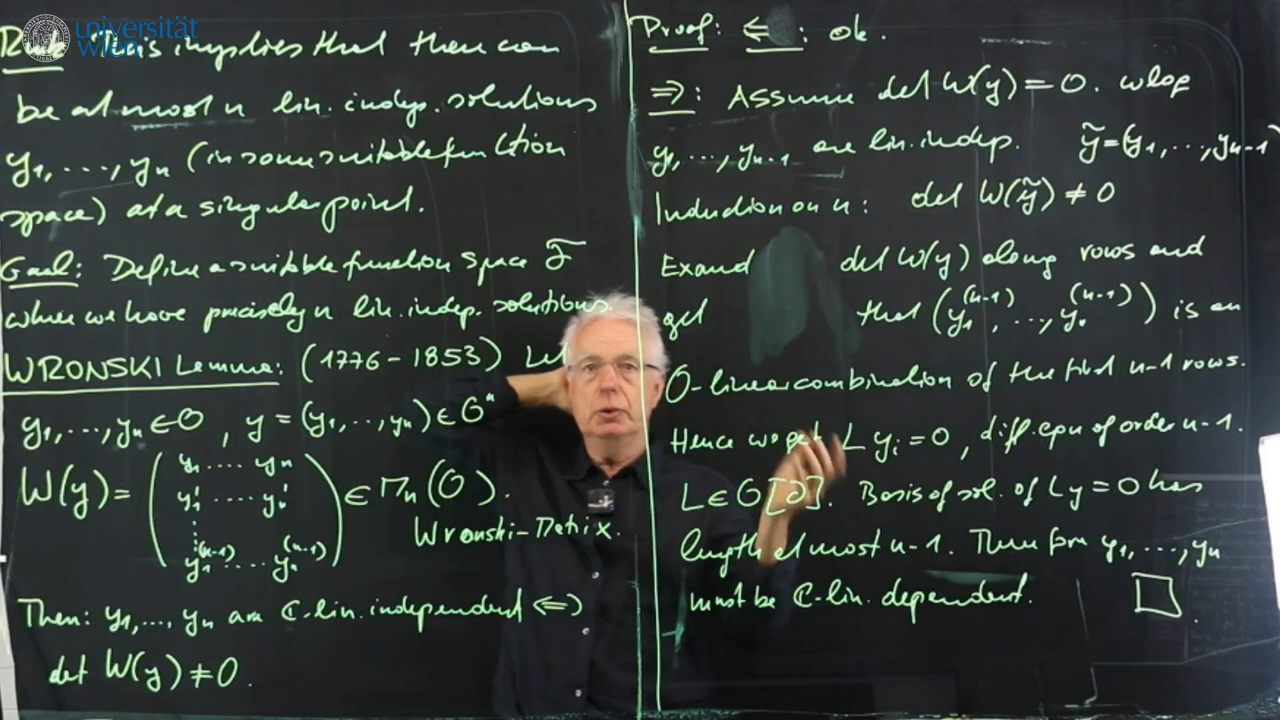 universität
wien
Rmk This implies that there can
be at most n lin. indep. solutions
y₁, ..., yₙ (in some suitable function
space) at a singular point.
Goal: Define a suitable function space F
where we have precisely n lin. indep. solutions.
WRONSKI Lemma: (1776 - 1853) Let
y₁, ..., yₙ ∈ O, y = (y₁, ..., yₙ) ∈ Oⁿ
W(y) = ( y₁ .... yₙ
y₁' ..... yₙ'
⋮
y₁⁽ⁿ⁻¹⁾ .... yₙ⁽ⁿ⁻¹⁾ ) ∈ Mₙ(O).
Wronski-Matrix.
Then: y₁, ..., yₙ are ℂ-lin. independent ⇔
det W(y) ≠ 0.
Proof: ⇐: ok.
⇒: Assume det W(y) = 0. wlog
y₁, ..., yₙ₋₁ are lin. indep. ỹ = (y₁, ..., yₙ₋₁)
Induction on n: det W(ỹ) ≠ 0
Exand det W(y) along rows and
get that (y₁⁽ⁿ⁻¹⁾, ..., yₙ⁽ⁿ⁻¹⁾) is an
O-linear combination of the first n-1 rows.
Hence we get L yᵢ = 0, diff. equ of order n-1.
L ∈ O[∂]. Basis of sol. of Ly = 0 has
length at most n-1. Therefore y₁, ..., yₙ
must be ℂ-lin. dependent. □.